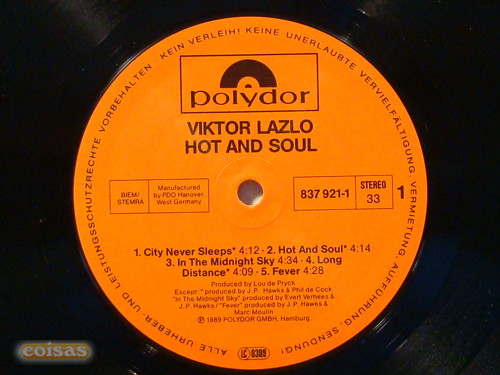 ALLE URHEBER- UND LEISTUNGSSCHUTZRECHTE VORBEHALTEN · KEIN VERLEIH! KEINE UNERLAUBTE VERVIELFÄLTIGUNG, VERMIETUNG, AUFFÜHRUNG, SENDUNG!
polydor
VIKTOR LAZLO
HOT AND SOUL
BIEM/
STEMRA
Manufactured
by PDO Hanover,
West Germany
837 921-1
STEREO
33
1
1. City Never Sleeps* 4:12 · 2. Hot And Soul* 4:14
3. In The Midnight Sky 4:34 · 4. Long
Distance* 4:09 · 5. Fever 4:28
Produced by Lou de Pryck
Except: * produced by J.P. Hawks & Phil de Cock
"In The Midnight Sky" produced by Evert Verhees &
J.P. Hawks / "Fever" produced by J.P. Hawks &
Marc Moulin
Ⓟ 1989 POLYDOR GMBH, Hamburg
LC 0309
coisas